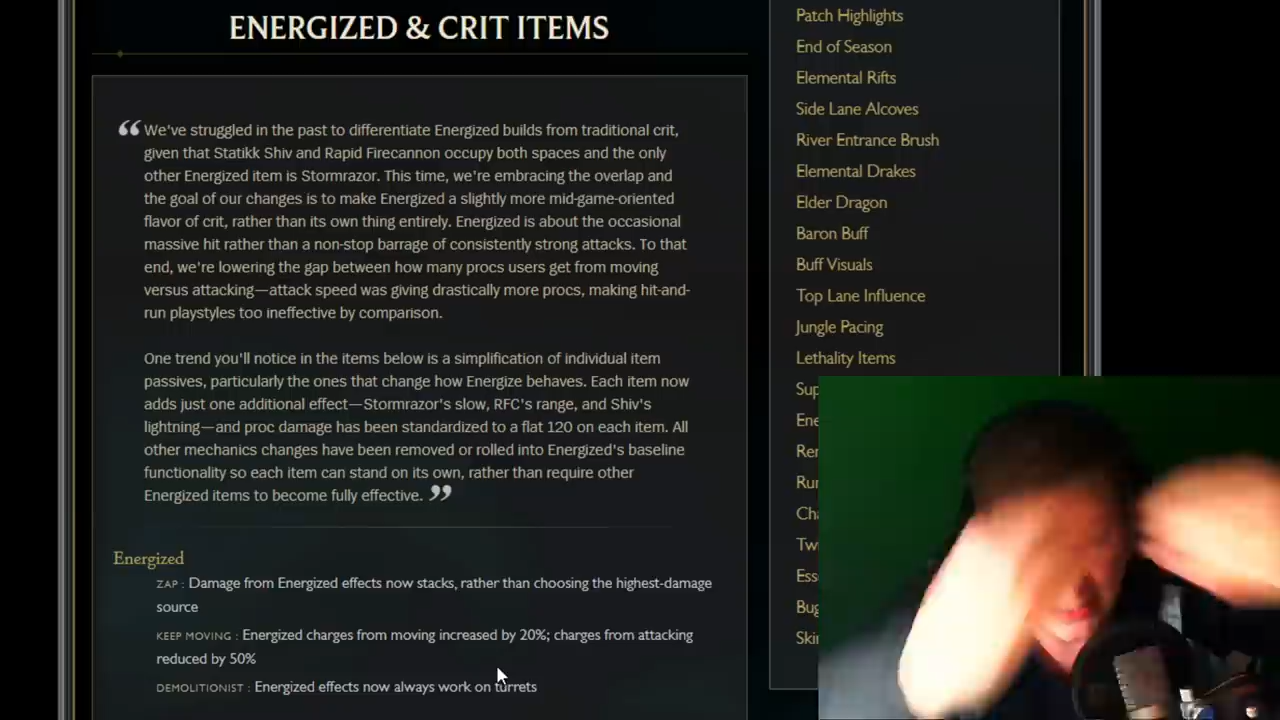 ENERGIZED & CRIT ITEMS
“We've struggled in the past to differentiate Energized builds from traditional crit,
given that Statikk Shiv and Rapid Firecannon occupy both spaces and the only
other Energized item is Stormrazor. This time, we're embracing the overlap and
the goal of our changes is to make Energized a slightly more mid-game-oriented
flavor of crit, rather than its own thing entirely. Energized is about the occasional
massive hit rather than a non-stop barrage of consistently strong attacks. To that
end, we're lowering the gap between how many procs users get from moving
versus attacking—attack speed was giving drastically more procs, making hit-and-
run playstyles too ineffective by comparison.
One trend you'll notice in the items below is a simplification of individual item
passives, particularly the ones that change how Energize behaves. Each item now
adds just one additional effect—Stormrazor's slow, RFC's range, and Shiv's
lightning—and proc damage has been standardized to a flat 120 on each item. All
other mechanics changes have been removed or rolled into Energized's baseline
functionality so each item can stand on its own, rather than require other
Energized items to become fully effective.”
Energized
ZAP : Damage from Energized effects now stacks, rather than choosing the highest-damage
source
KEEP MOVING : Energized charges from moving increased by 20%; charges from attacking
reduced by 50%
DEMOLITIONIST : Energized effects now always work on turrets
Patch Highlights
End of Season
Elemental Rifts
Side Lane Alcoves
River Entrance Brush
Elemental Drakes
Elder Dragon
Baron Buff
Buff Visuals
Top Lane Influence
Jungle Pacing
Lethality Items
Sup
Ene
Rer
Rur
Cha
Tw
Ess
Bug
Skir